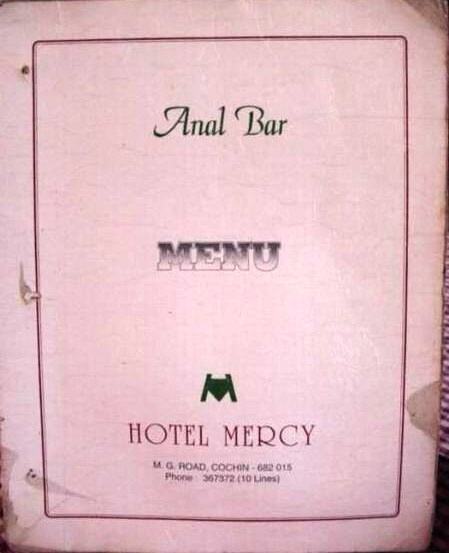 Anal Bar
MENU
HOTEL MERCY
M. G. ROAD, COCHIN - 682 015
Phone : 367372 (10 Lines)